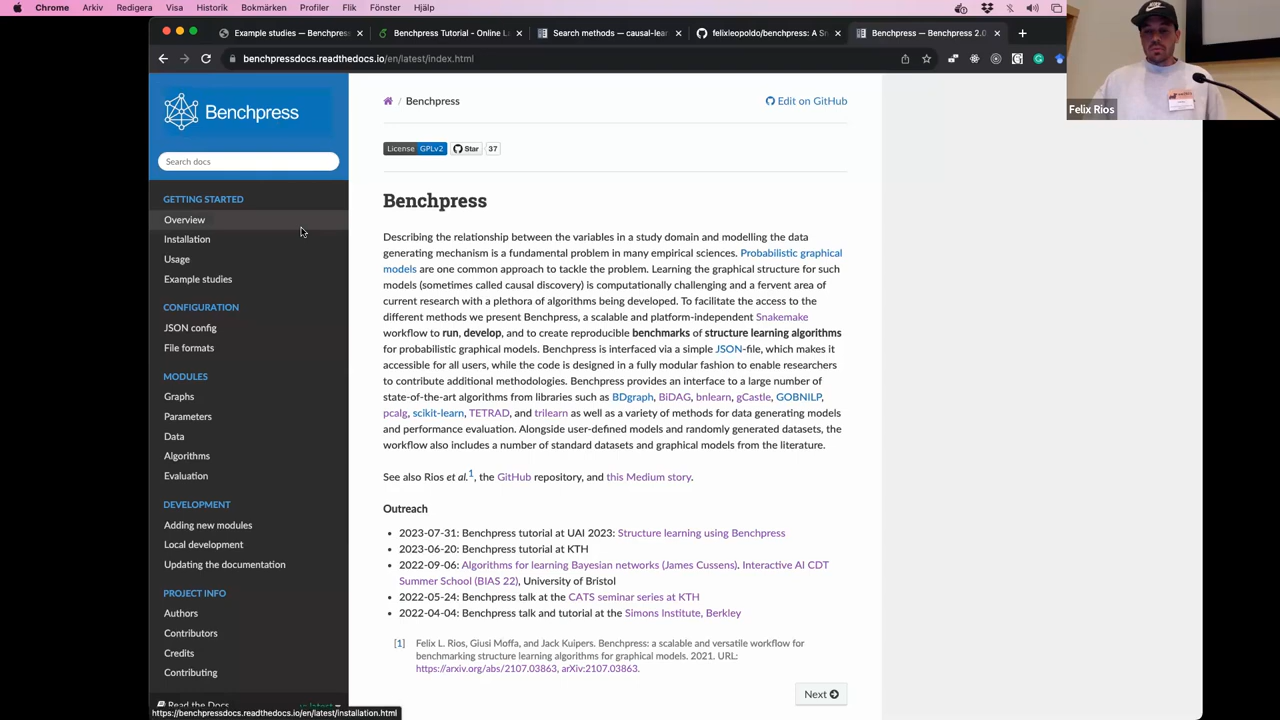 Chrome Arkiv Redigera Visa Historik Bokmärken Profiler Flik Fönster Hjälp
Example studies — Benchpress
Benchpress Tutorial - Online L
Search methods — causal-lear
felixleopoldo/benchpress: A Sn
Benchpress — Benchpress 2.0
benchpressdocs.readthedocs.io/en/latest/index.html
Felix Rios
Benchpress
Search docs
GETTING STARTED
Overview
Installation
Usage
Example studies
CONFIGURATION
JSON config
File formats
MODULES
Graphs
Parameters
Data
Algorithms
Evaluation
DEVELOPMENT
Adding new modules
Local development
Updating the documentation
PROJECT INFO
Authors
Contributors
Credits
Contributing
Read the Docs
v: latest
https://benchpressdocs.readthedocs.io/en/latest/installation.html
/ Benchpress
Edit on GitHub
License GPLv2 Star 37
Benchpress
Describing the relationship between the variables in a study domain and modelling the data
generating mechanism is a fundamental problem in many empirical sciences. Probabilistic graphical
models are one common approach to tackle the problem. Learning the graphical structure for such
models (sometimes called causal discovery) is computationally challenging and a fervent area of
current research with a plethora of algorithms being developed. To facilitate the access to the
different methods we present Benchpress, a scalable and platform-independent Snakemake
workflow to run, develop, and to create reproducible benchmarks of structure learning algorithms
for probabilistic graphical models. Benchpress is interfaced via a simple JSON-file, which makes it
accessible for all users, while the code is designed in a fully modular fashion to enable researchers
to contribute additional methodologies. Benchpress provides an interface to a large number of
state-of-the-art algorithms from libraries such as BDgraph, BiDAG, bnlearn, gCastle, GOBNILP,
pcalg, scikit-learn, TETRAD, and trilearn as well as a variety of methods for data generating models
and performance evaluation. Alongside user-defined models and randomly generated datasets, the
workflow also includes a number of standard datasets and graphical models from the literature.
See also Rios et al.1, the GitHub repository, and this Medium story.
Outreach
• 2023-07-31: Benchpress tutorial at UAI 2023: Structure learning using Benchpress
• 2023-06-20: Benchpress tutorial at KTH
• 2022-09-06: Algorithms for learning Bayesian networks (James Cussens). Interactive AI CDT
Summer School (BIAS 22), University of Bristol
• 2022-05-24: Benchpress talk at the CATS seminar series at KTH
• 2022-04-04: Benchpress talk and tutorial at the Simons Institute, Berkley
[1] Felix L. Rios, Giusi Moffa, and Jack Kuipers. Benchpress: a scalable and versatile workflow for
benchmarking structure learning algorithms for graphical models. 2021. URL:
https://arxiv.org/abs/2107.03863, arXiv:2107.03863.
Next